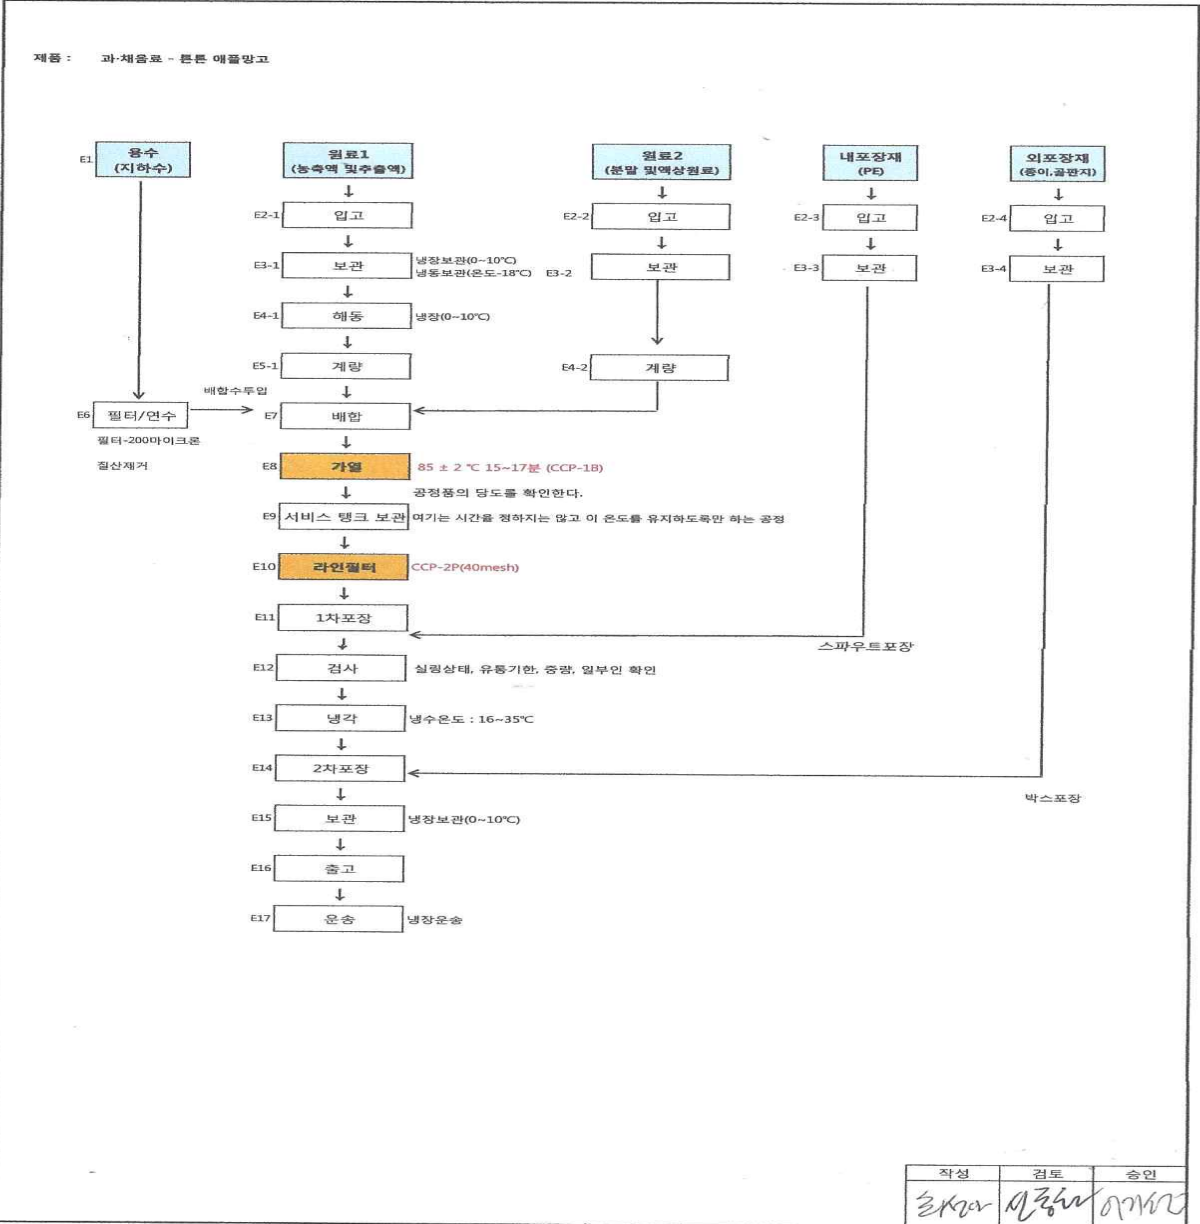 제품 : 과·채음료 - 튼튼 애플망고
E1 용수
(지하수)
원료1
(농축액 및추출액)
원료2
(분말 및액상원료)
내포장재
(PE)
외포장재
(종이,골판지)
E2-1 입고
E2-2 입고
E2-3 입고
E2-4 입고
E3-1 보관 냉장보관(0~10℃)
냉동보관(온도-18℃)
E3-2 보관
E3-3 보관
E3-4 보관
E4-1 해동 냉장(0~10℃)
E5-1 계량
E4-2 계량
배합수투입
E6 필터/연수
E7 배합
필터-200마이크론
질산제거
E8 가열 85 ± 2 ℃ 15~17분 (CCP-1B)
공정품의 당도를 확인한다.
E9 서비스 탱크 보관 여기는 시간을 정하지는 않고 이 온도를 유지하도록만 하는 공정
E10 라인필터 CCP-2P(40mesh)
E11 1차포장
스파우트포장
E12 검사 실링상태, 유통기한, 중량, 일부인 확인
E13 냉각 냉수온도 : 16~35℃
E14 2차포장
박스포장
E15 보관 냉장보관(0~10℃)
E16 출고
E17 운송 냉장운송
작성 검토 승인